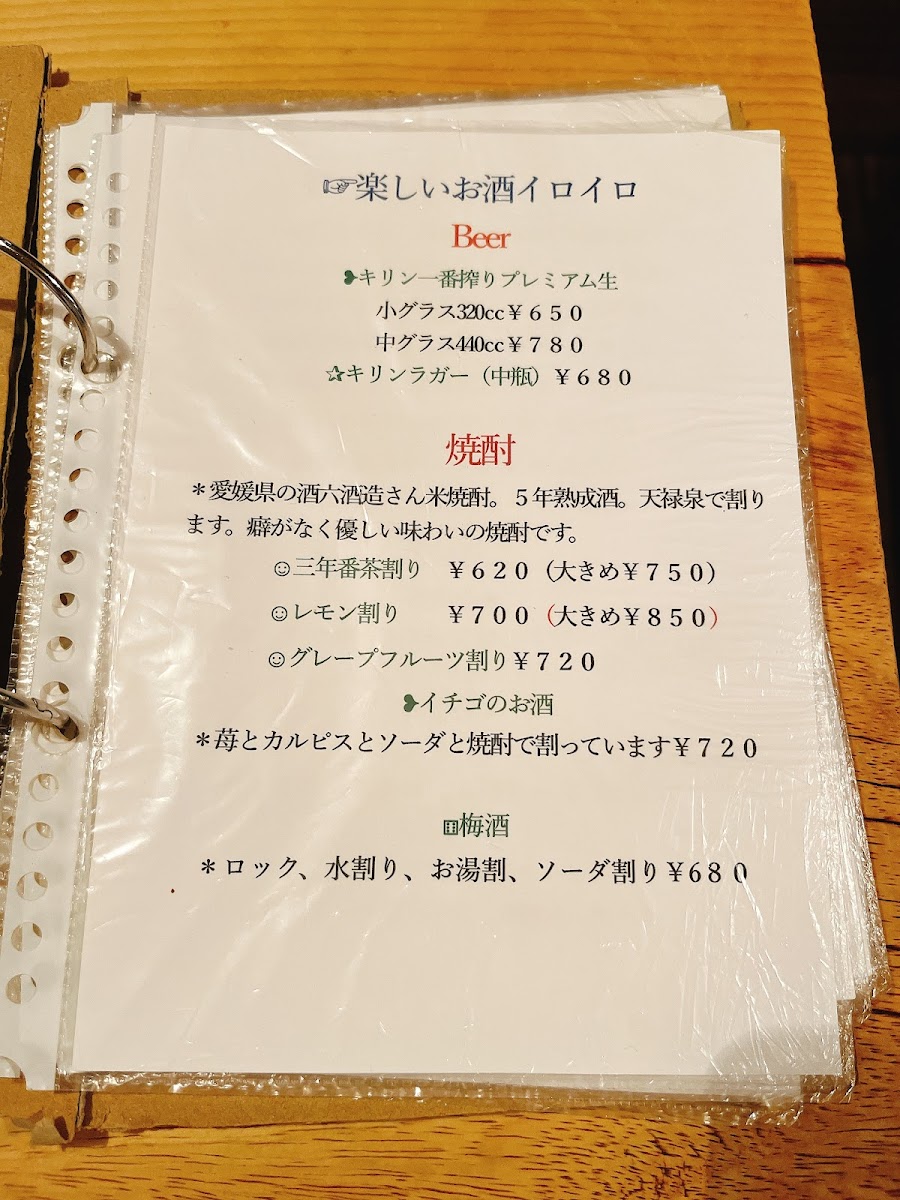 ☞楽しいお酒イロイロ
Beer
❥キリン一番搾りプレミアム生
小グラス320cc￥６５０
中グラス440cc￥７８０
✰キリンラガー（中瓶）￥６８０
焼酎
＊愛媛県の酒六酒造さん米焼酎。５年熟成酒。天禄泉で割り
ます。癖がなく優しい味わいの焼酎です。
☺三年番茶割り　￥６２０（大きめ￥７５０）
☺レモン割り　　￥７００（大きめ￥８５０）
☺グレープフルーツ割り￥７２０
❥イチゴのお酒
＊苺とカルピスとソーダと焼酎で割っています￥７２０
⚅梅酒
＊ロック、水割り、お湯割、ソーダ割り￥６８０